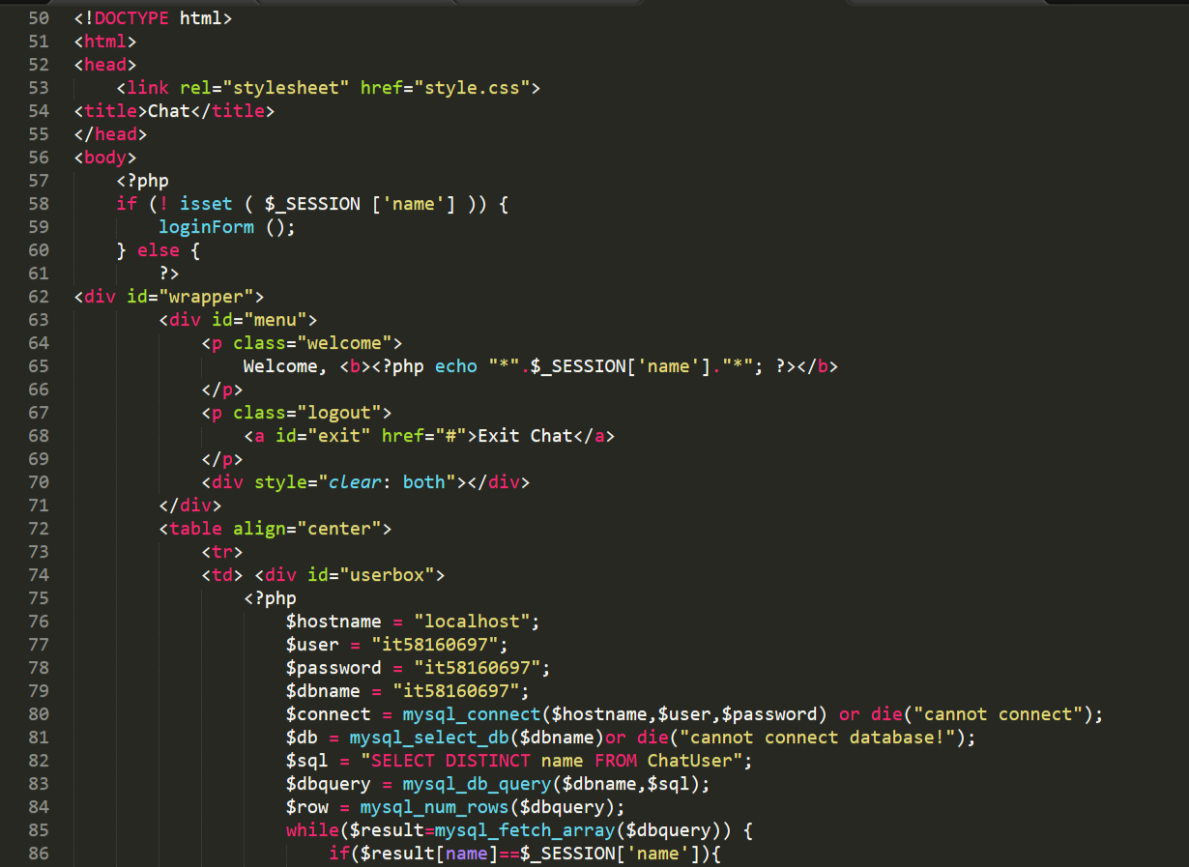 50 <!DOCTYPE html>
51 <html>
52 <head>
53     <link rel="stylesheet" href="style.css">
54 <title>Chat</title>
55 </head>
56 <body>
57     <?php
58     if (! isset ( $_SESSION ['name'] )) {
59         loginForm ();
60     } else {
61         ?>
62 <div id="wrapper">
63         <div id="menu">
64             <p class="welcome">
65                 Welcome, <b><?php echo "*".$_SESSION['name']."*"; ?></b>
66             </p>
67             <p class="logout">
68                 <a id="exit" href="#">Exit Chat</a>
69             </p>
70             <div style="clear: both"></div>
71         </div>
72         <table align="center">
73             <tr>
74             <td> <div id="userbox">
75                 <?php
76                     $hostname = "localhost";
77                     $user = "it58160697";
78                     $password = "it58160697";
79                     $dbname = "it58160697";
80                     $connect = mysql_connect($hostname,$user,$password) or die("cannot connect");
81                     $db = mysql_select_db($dbname)or die("cannot connect database!");
82                     $sql = "SELECT DISTINCT name FROM ChatUser";
83                     $dbquery = mysql_db_query($dbname,$sql);
84                     $row = mysql_num_rows($dbquery);
85                     while($result=mysql_fetch_array($dbquery)) {
86                         if($result[name]==$_SESSION['name']){